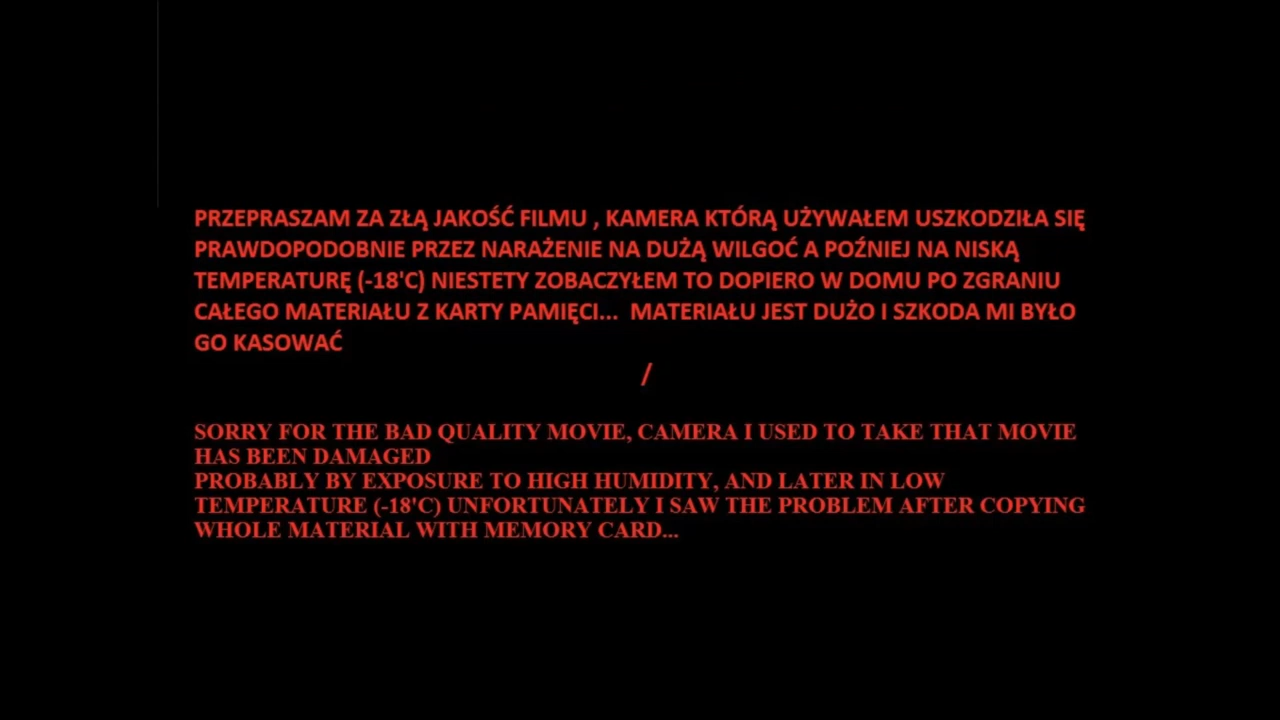 PRZEPRASZAM ZA ZŁĄ JAKOŚĆ FILMU , KAMERA KTÓRĄ UŻYWAŁEM USZKODZIŁA SIĘ
PRAWDOPODOBNIE PRZEZ NARAŻENIE NA DUŻĄ WILGOĆ A POŹNIEJ NA NISKĄ
TEMPERATURĘ (-18'C) NIESTETY ZOBACZYŁEM TO DOPIERO W DOMU PO ZGRANIU
CAŁEGO MATERIAŁU Z KARTY PAMIĘCI... MATERIAŁU JEST DUŻO I SZKODA MI BYŁO
GO KASOWAĆ
/
SORRY FOR THE BAD QUALITY MOVIE, CAMERA I USED TO TAKE THAT MOVIE
HAS BEEN DAMAGED
PROBABLY BY EXPOSURE TO HIGH HUMIDITY, AND LATER IN LOW
TEMPERATURE (-18'C) UNFORTUNATELY I SAW THE PROBLEM AFTER COPYING
WHOLE MATERIAL WITH MEMORY CARD...